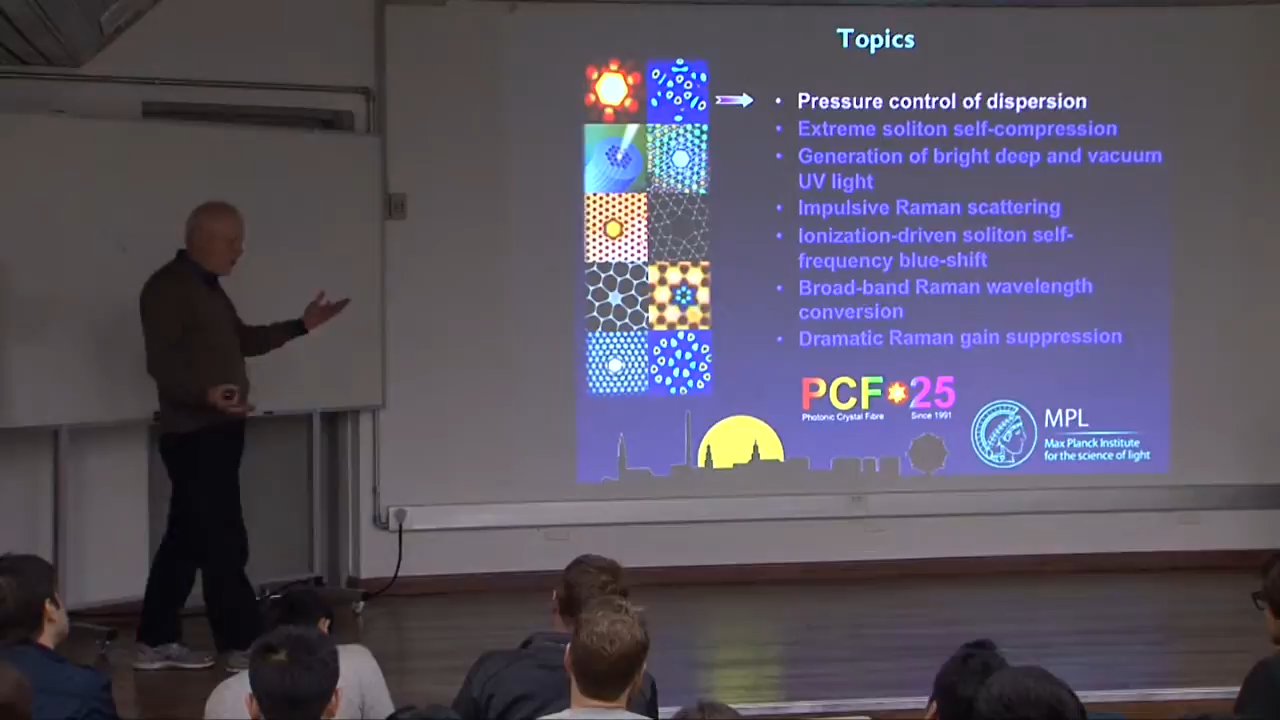 Topics
• Pressure control of dispersion
• Extreme soliton self-compression
• Generation of bright deep and vacuum
UV light
• Impulsive Raman scattering
• Ionization-driven soliton self-
frequency blue-shift
• Broad-band Raman wavelength
conversion
• Dramatic Raman gain suppression
PCF 25
Photonic Crystal Fibre Since 1991
MPL
Max Planck Institute
for the science of light